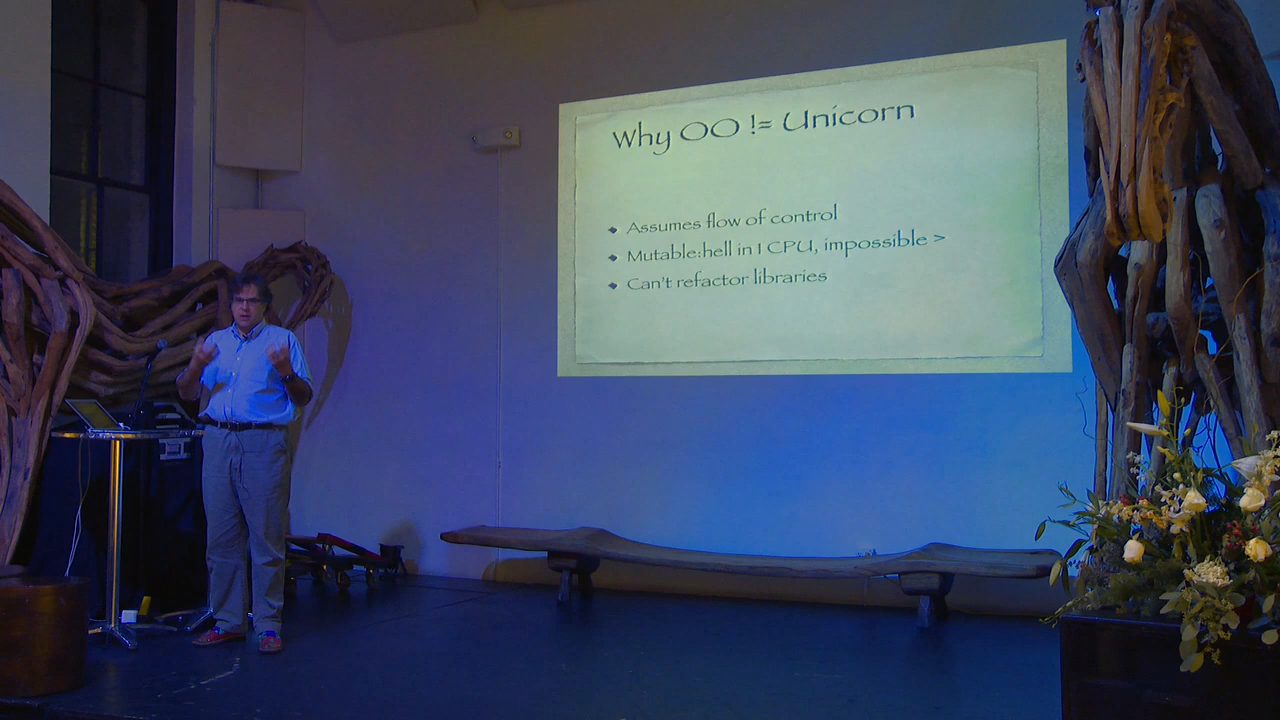 Why OO != Unicorn
Assumes flow of control
Mutable:hell in 1 CPU, impossible >
Can't refactor libraries